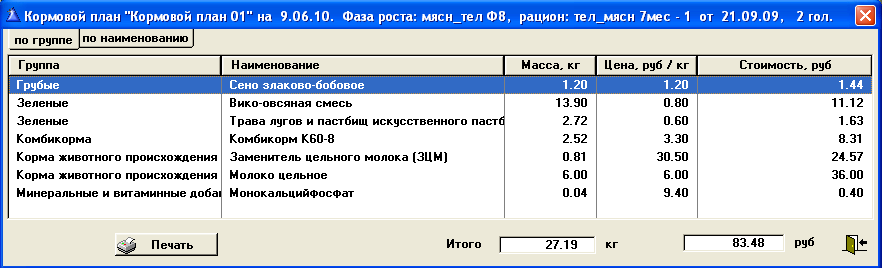 Кормовой план "Кормовой план 01" на 9.06.10. Фаза роста: мясн_тел Ф8, рацион: тел_мясн 7мес - 1 от 21.09.09, 2 гол.
по группе по наименованию
Группа Наименование Масса, кг Цена, руб / кг Стоимость, руб
Грубые Сено злаково-бобовое 1.20 1.20 1.44
Зеленые Вико-овсяная смесь 13.90 0.80 11.12
Зеленые Трава лугов и пастбищ искусственного пастб 2.72 0.60 1.63
Комбикорма Комбикорм К60-8 2.52 3.30 8.31
Корма животного происхождения Заменитель цельного молока (ЗЦМ) 0.81 30.50 24.57
Корма животного происхождения Молоко цельное 6.00 6.00 36.00
Минеральные и витаминные добав Монокальцийфосфат 0.04 9.40 0.40
Печать Итого 27.19 кг 83.48 руб